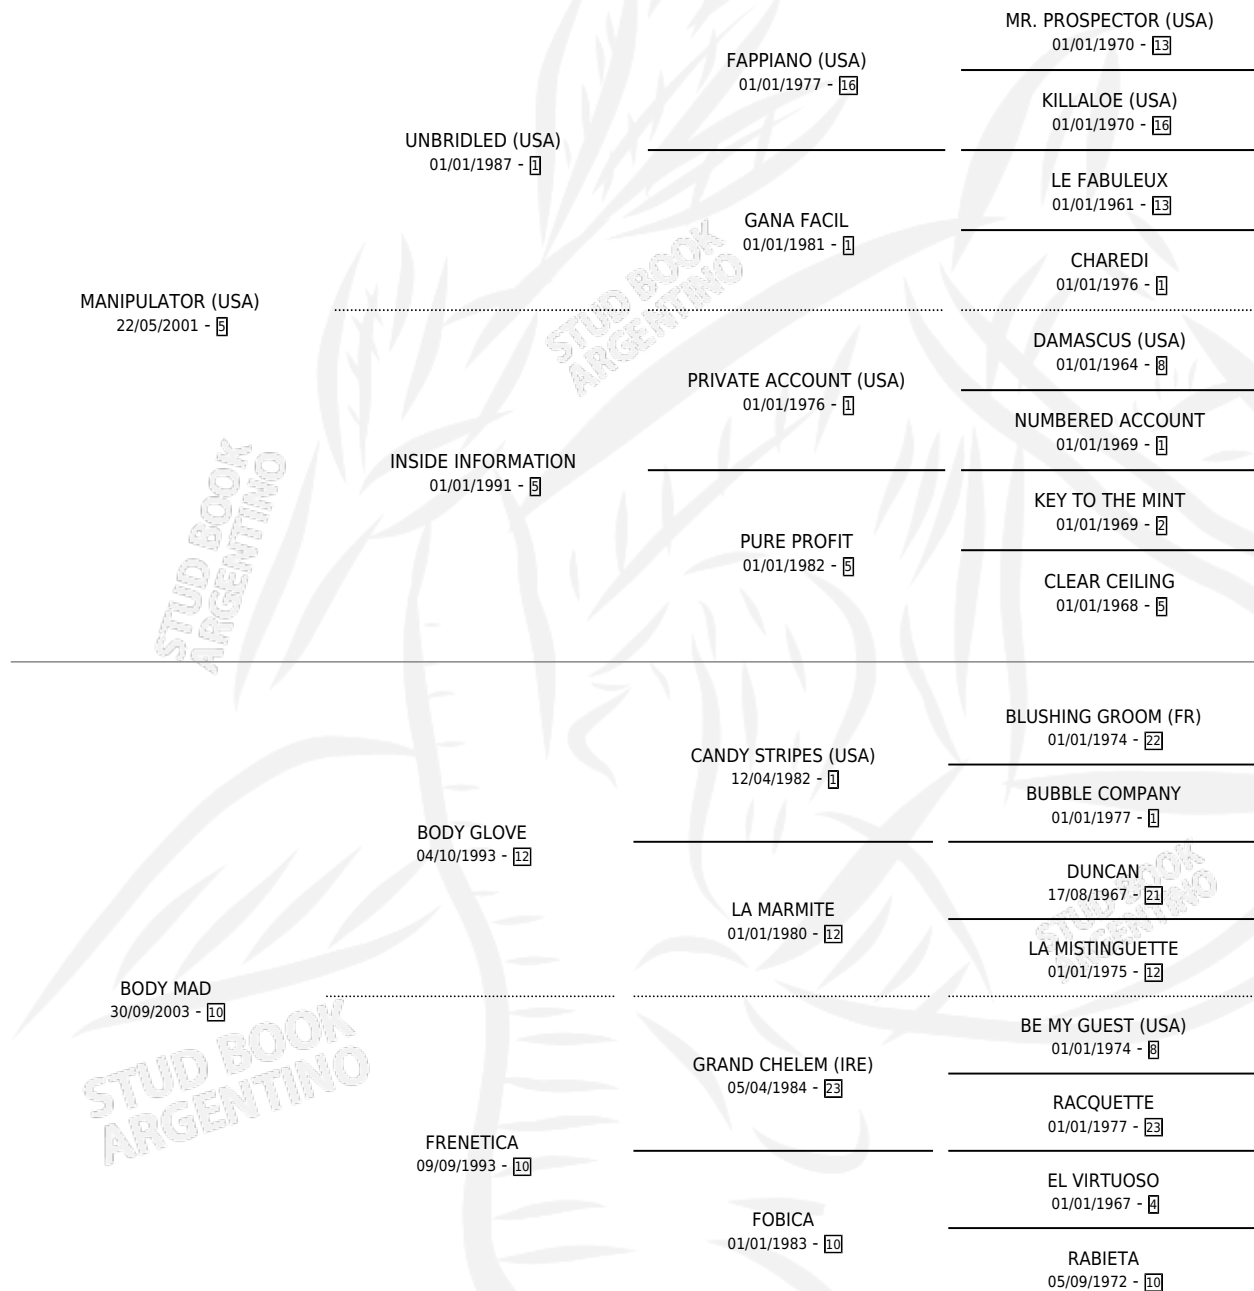 MR. PROSPECTOR (USA)
01/01/1970 - 13
FAPPIANO (USA)
01/01/1977 - 16
KILLALOE (USA)
01/01/1970 - 16
UNBRIDLED (USA)
01/01/1987 - 1
LE FABULEUX
01/01/1961 - 13
GANA FACIL
01/01/1981 - 1
CHAREDI
01/01/1976 - 1
MANIPULATOR (USA)
22/05/2001 - 5
DAMASCUS (USA)
01/01/1964 - 8
PRIVATE ACCOUNT (USA)
01/01/1976 - 1
NUMBERED ACCOUNT
01/01/1969 - 1
INSIDE INFORMATION
01/01/1991 - 5
KEY TO THE MINT
01/01/1969 - 2
PURE PROFIT
01/01/1982 - 5
CLEAR CEILING
01/01/1968 - 5
BLUSHING GROOM (FR)
01/01/1974 - 22
CANDY STRIPES (USA)
12/04/1982 - 1
BUBBLE COMPANY
01/01/1977 - 1
BODY GLOVE
04/10/1993 - 12
DUNCAN
17/08/1967 - 21
LA MARMITE
01/01/1980 - 12
LA MISTINGUETTE
01/01/1975 - 12
BODY MAD
30/09/2003 - 10
BE MY GUEST (USA)
01/01/1974 - 8
GRAND CHELEM (IRE)
05/04/1984 - 23
RACQUETTE
01/01/1977 - 23
FRENETICA
09/09/1993 - 10
EL VIRTUOSO
01/01/1967 - 4
FOBICA
01/01/1983 - 10
RABIETA
05/09/1972 - 10
STUD BOOK
ARGENTINO
STUD BOOK
ARGENTINO
STUD BOOK
ARGENTINO
STUD BOOK
ARGENTINO